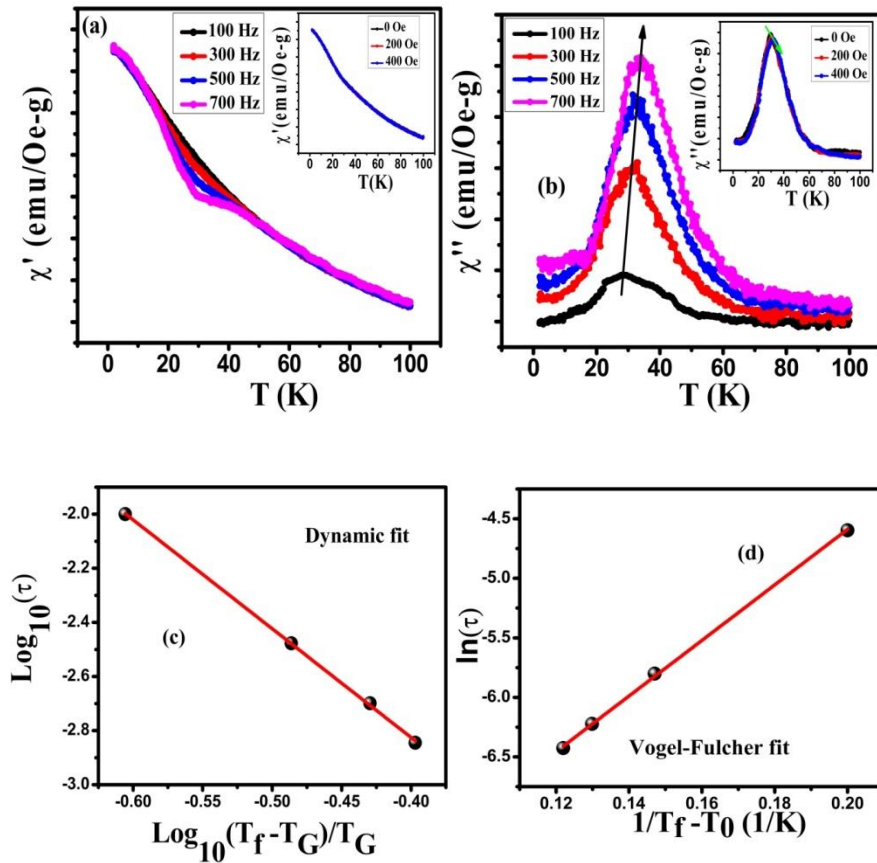 (a)
100 Hz
300 Hz
500 Hz
700 Hz
0 Oe
200 Oe
400 Oe
χ' (emu/Oe-g)
0 20 40 60 80 100
T(K)
χ' (emu/Oe-g)
0 20 40 60 80 100
T (K)
100 Hz
300 Hz
500 Hz
700 Hz
(b)
0 Oe
200 Oe
400 Oe
χ''(emu/Oe-g)
0 20 40 60 80 100
T (K)
χ'' (emu/Oe-g)
0 20 40 60 80 100
T (K)
Dynamic fit
(c)
Log10(τ)
-2.0
-2.2
-2.4
-2.6
-2.8
-3.0
-0.60 -0.55 -0.50 -0.45 -0.40
Log10(Tf-TG)/TG
(d)
Vogel-Fulcher fit
ln(τ)
-4.5
-5.0
-5.5
-6.0
-6.5
0.12 0.14 0.16 0.18 0.20
1/Tf-T0 (1/K)